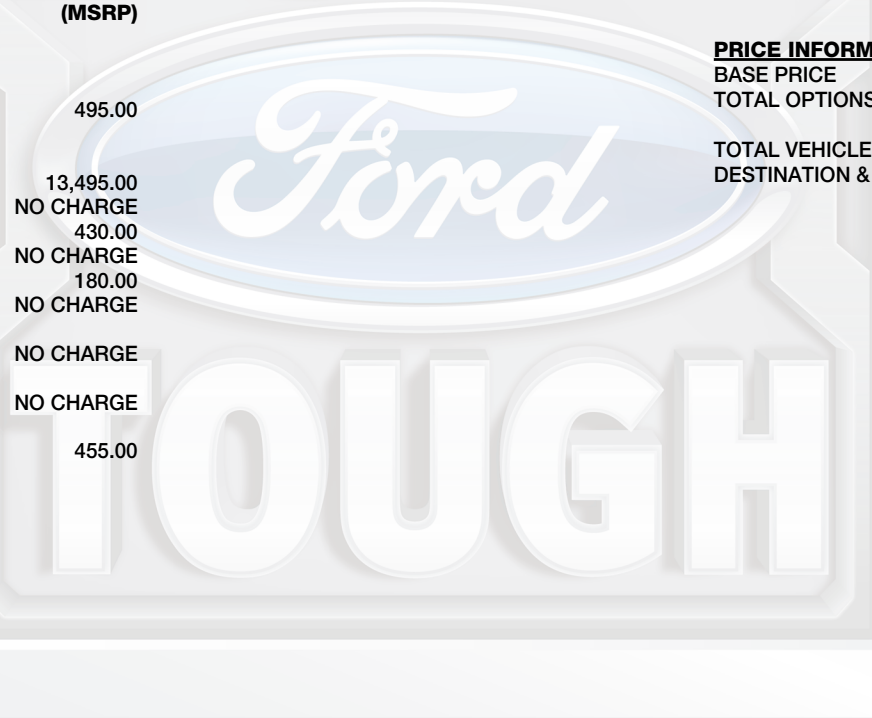 (MSRP)
495.00
13,495.00
NO CHARGE
430.00
NO CHARGE
180.00
NO CHARGE
NO CHARGE
NO CHARGE
455.00
PRICE INFORM
BASE PRICE
TOTAL OPTIONS
TOTAL VEHICLE
DESTINATION &
Ford
TOUGH